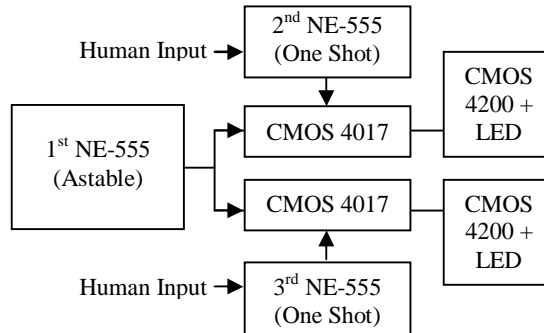 2nd NE-555
(One Shot)
Human Input
CMOS 4017
CMOS
4200 +
LED
1st NE-555
(Astable)
CMOS 4017
CMOS
4200 +
LED
Human Input
3rd NE-555
(One Shot)